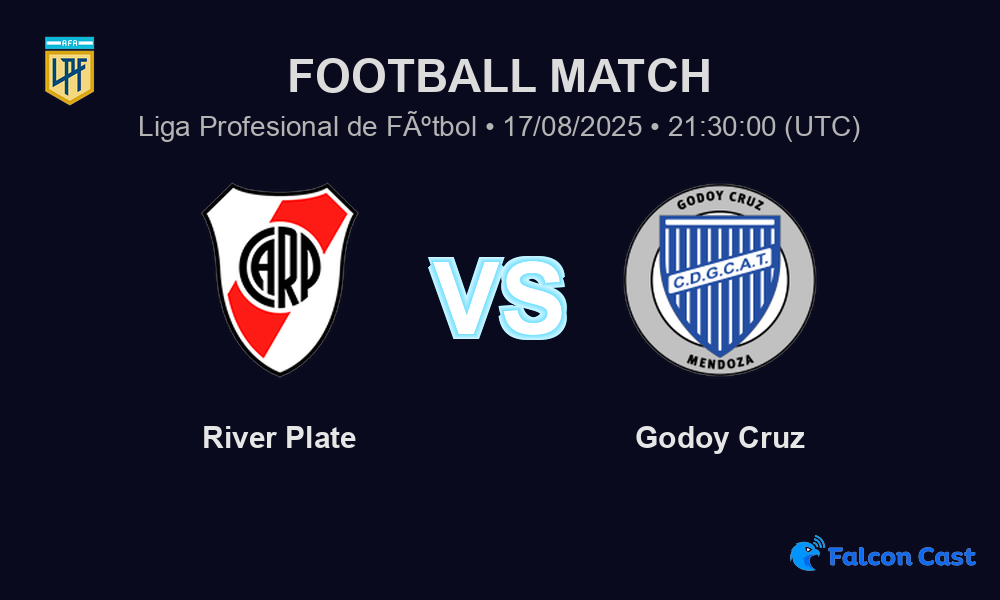 AFA
LPF
FOOTBALL MATCH
Liga Profesional de FÃºtbol • 17/08/2025 • 21:30:00 (UTC)
CARP
VS
GODOY CRUZ
C.D.G.C.A.T.
MENDOZA
River Plate
Godoy Cruz
Falcon Cast